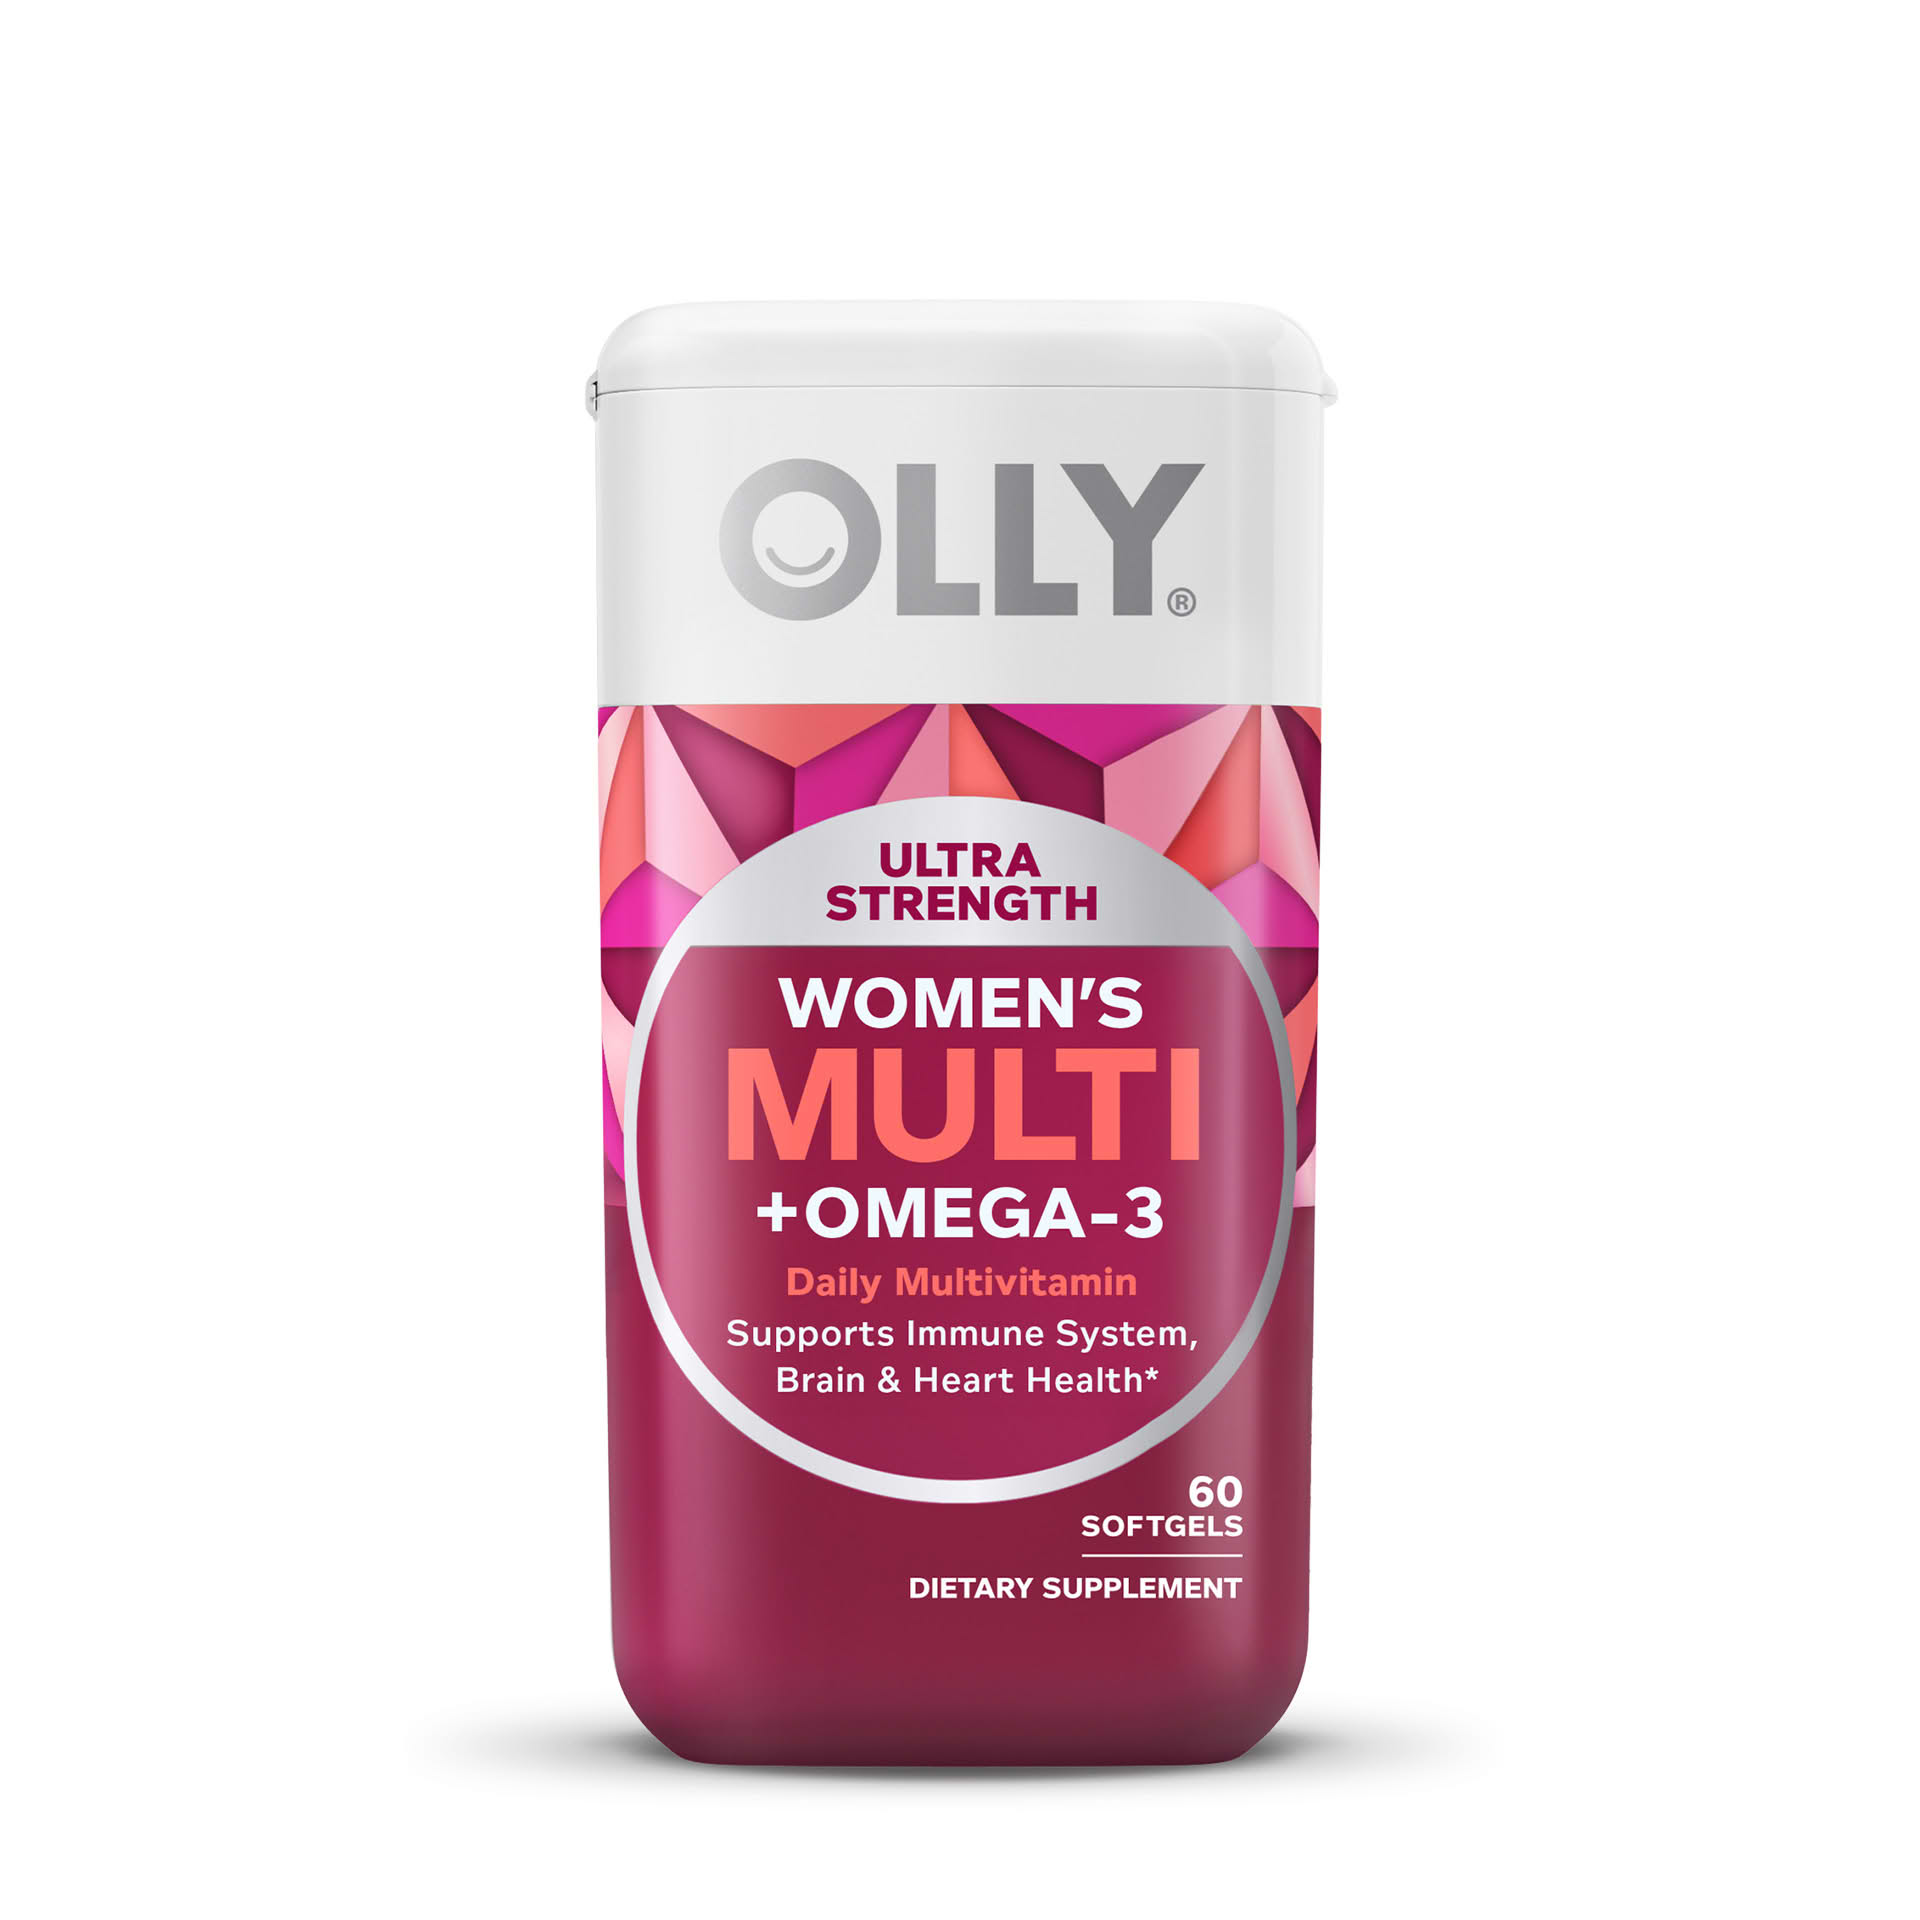 OLLY®
ULTRA
STRENGTH
WOMEN'S
MULTI
+OMEGA-3
Daily Multivitamin
Supports Immune System,
Brain & Heart Health*
60
SOFTGELS
DIETARY SUPPLEMENT